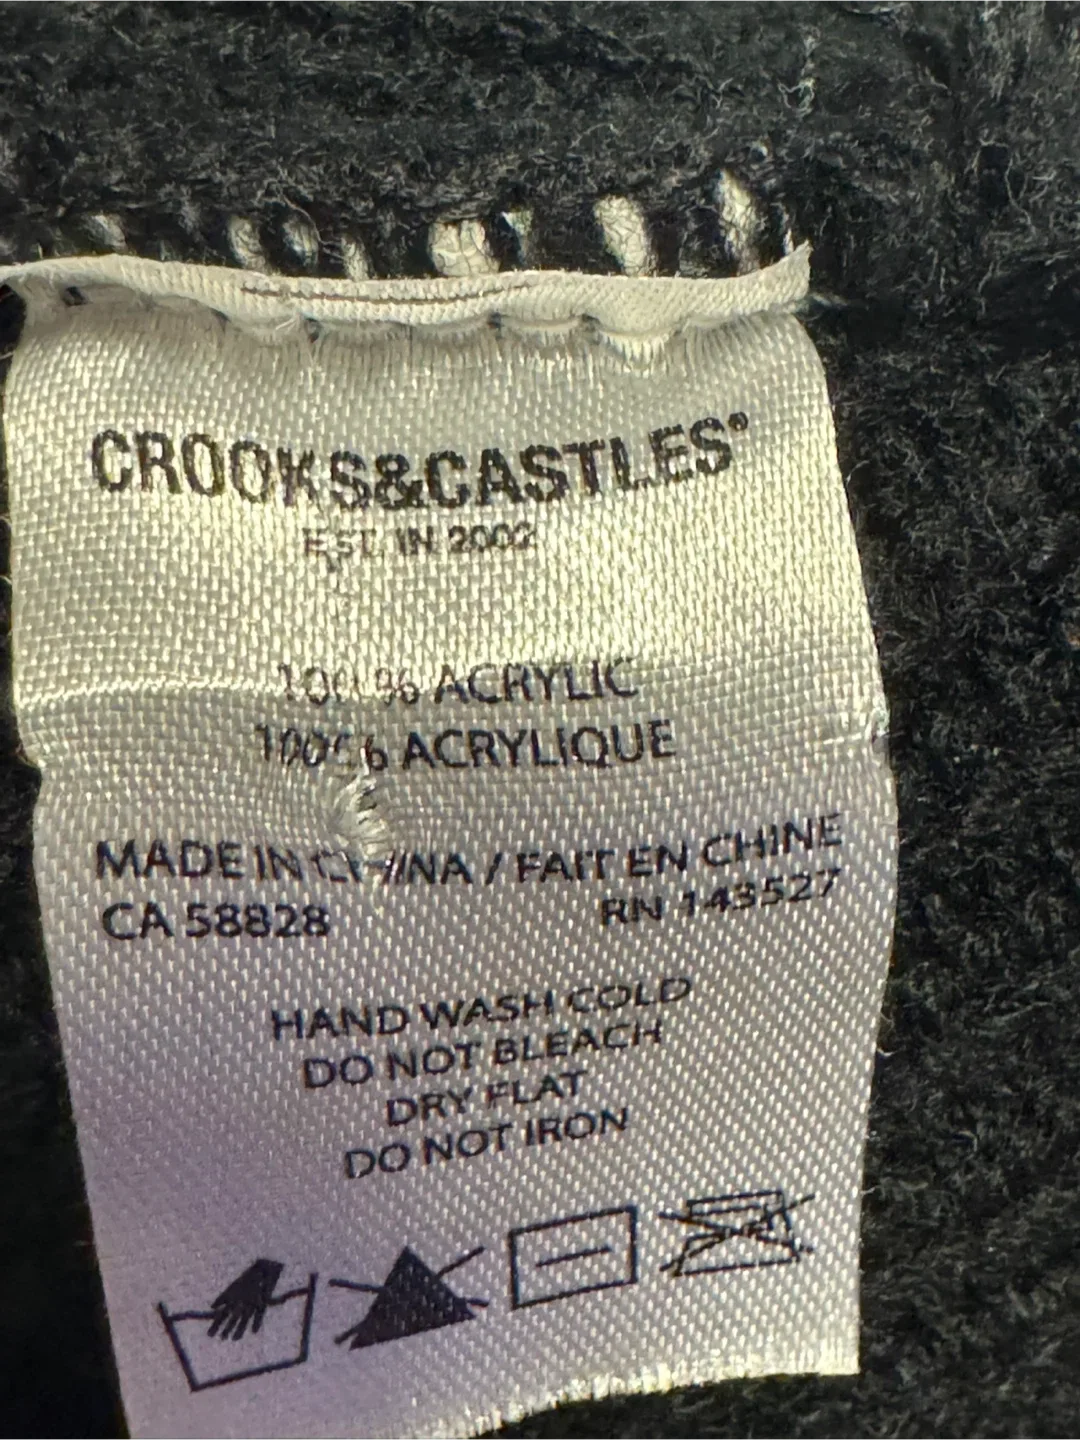 CROOKS&CASTLES®
EST. IN 2002
100% ACRYLIC
100% ACRYLIQUE
MADE IN CHINA / FAIT EN CHINE
CA 58828 RN 143527
HAND WASH COLD
DO NOT BLEACH
DRY FLAT
DO NOT IRON